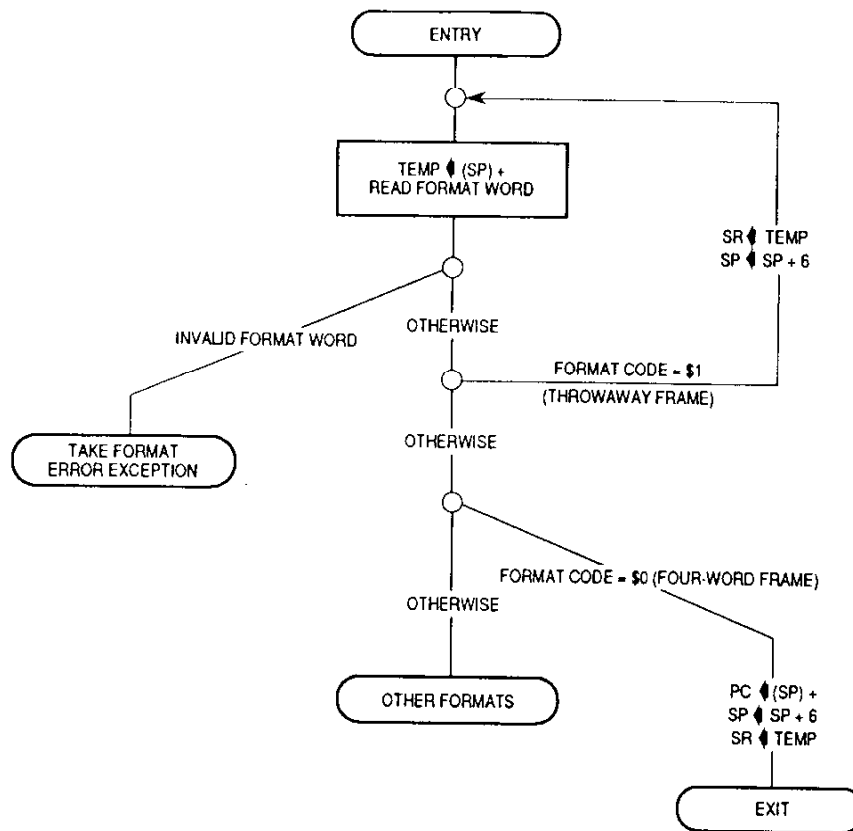 ENTRY
TEMP ◀ (SP) +
READ FORMAT WORD
SR ◀ TEMP
SP ◀ SP + 6
OTHERWISE
INVALID FORMAT WORD
FORMAT CODE = $1
(THROWAWAY FRAME)
TAKE FORMAT
ERROR EXCEPTION
OTHERWISE
FORMAT CODE = $0 (FOUR-WORD FRAME)
OTHERWISE
OTHER FORMATS
PC ◀ (SP) +
SP ◀ SP + 6
SR ◀ TEMP
EXIT